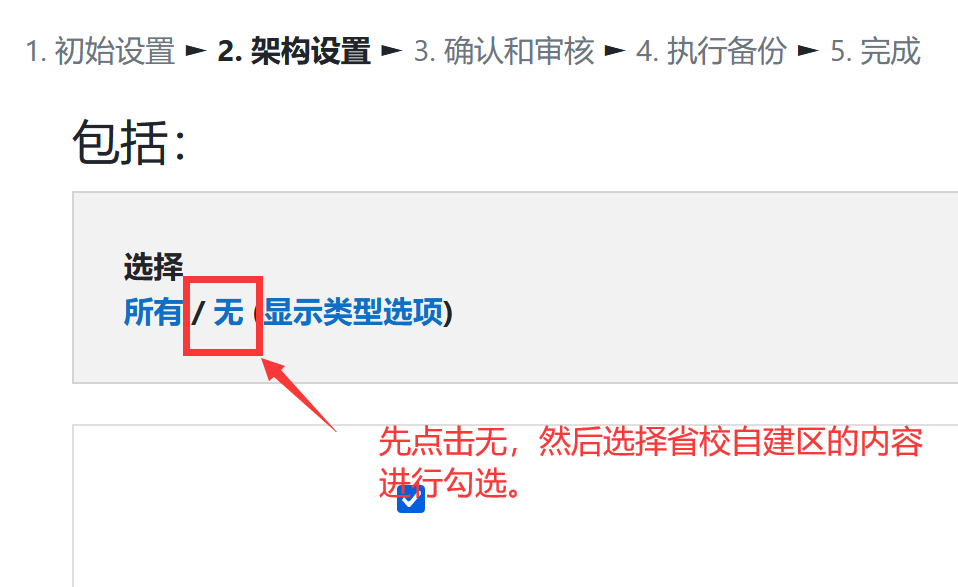 1. 初始设置 ► 2. 架构设置 ► 3. 确认和审核 ► 4. 执行备份 ► 5. 完成
包括：
选择
所有 / 无 (显示类型选项)
先点击无，然后选择省校自建区的内容
进行勾选。